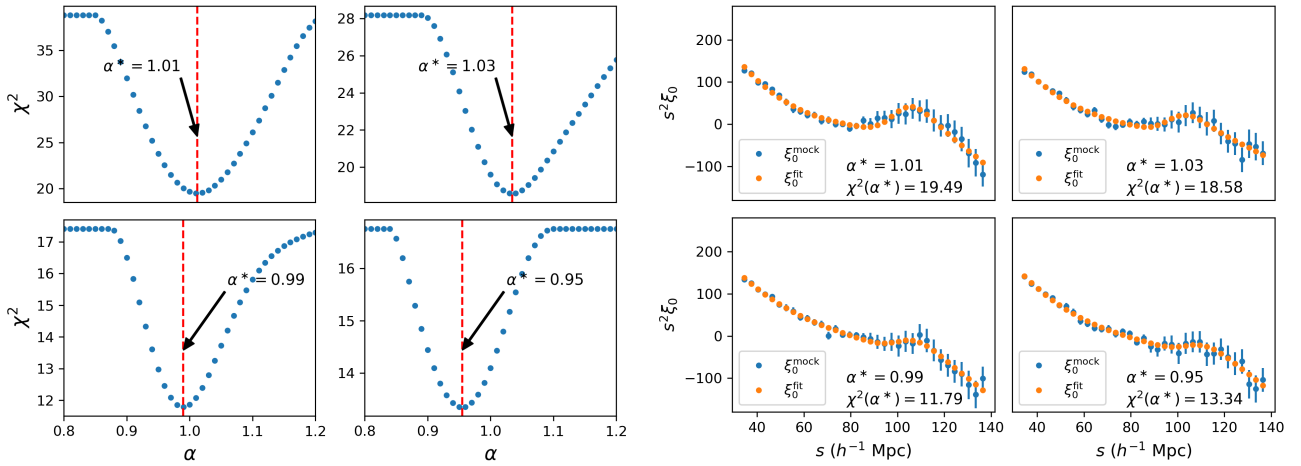 χ²
35
30
25
20
α* = 1.01
28
26
24
22
20
α* = 1.03
χ²
17
16
15
14
13
12
α* = 0.99
0.8 0.9 1.0 1.1 1.2
α
16
15
14
α* = 0.95
0.8 0.9 1.0 1.1 1.2
α
s²ξ₀
200
100
0
−100
ξ₀^mock
ξ₀^fit
α* = 1.01
χ²(α*) = 19.49
ξ₀^mock
ξ₀^fit
α* = 1.03
χ²(α*) = 18.58
s²ξ₀
200
100
0
−100
ξ₀^mock
ξ₀^fit
α* = 0.99
χ²(α*) = 11.79
40 60 80 100 120 140
s (h⁻¹ Mpc)
ξ₀^mock
ξ₀^fit
α* = 0.95
χ²(α*) = 13.34
40 60 80 100 120 140
s (h⁻¹ Mpc)